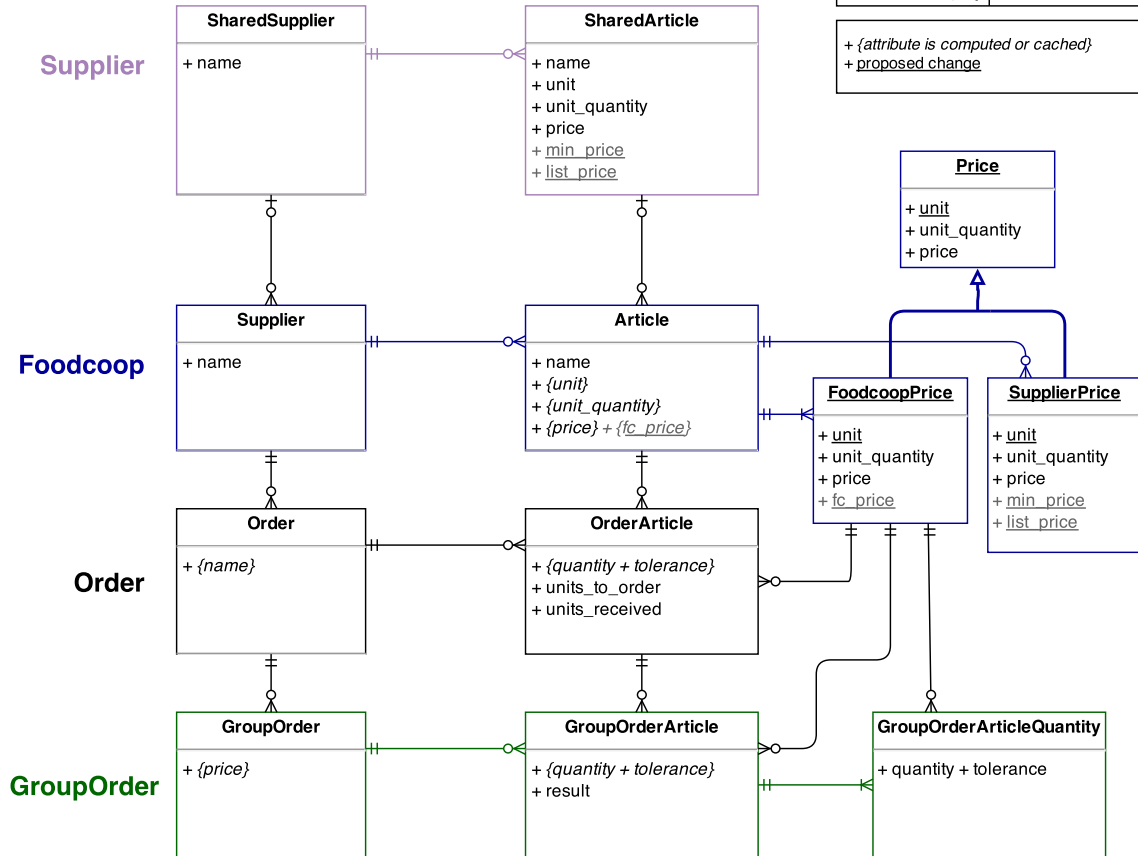 SharedSupplier
SharedArticle
Supplier
+ name
+ name
+ unit
+ unit_quantity
+ price
+ min_price
+ list_price
+ {attribute is computed or cached}
+ proposed change
Price
+ unit
+ unit_quantity
+ price
Foodcoop
Supplier
+ name
Article
+ name
+ {unit}
+ {unit_quantity}
+ {price} + {fc_price}
FoodcoopPrice
+ unit
+ unit_quantity
+ price
+ fc_price
SupplierPrice
+ unit
+ unit_quantity
+ price
+ min_price
+ list_price
Order
Order
+ {name}
OrderArticle
+ {quantity + tolerance}
+ units_to_order
+ units_received
GroupOrder
GroupOrder
+ {price}
GroupOrderArticle
+ {quantity + tolerance}
+ result
GroupOrderArticleQuantity
+ quantity + tolerance